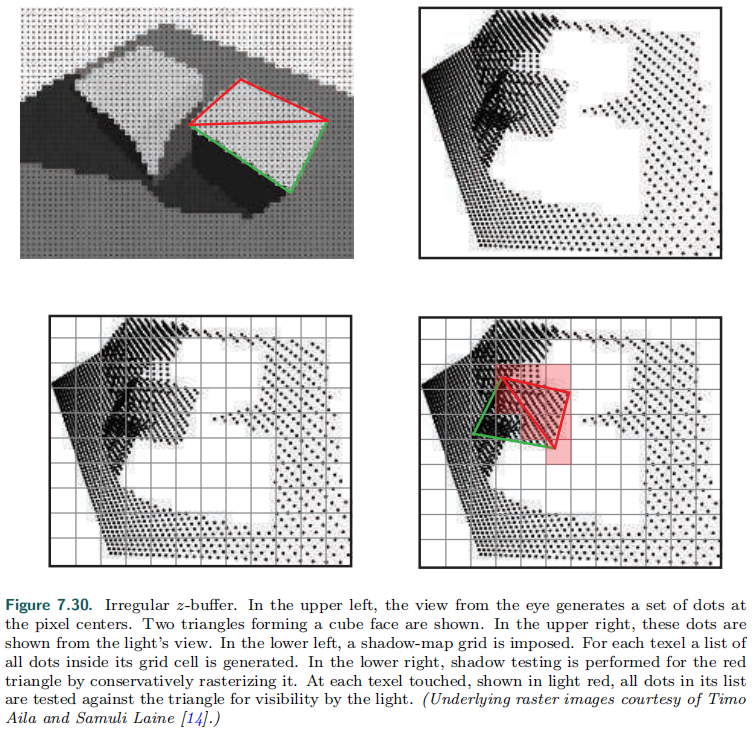 Figure 7.30. Irregular z-buffer. In the upper left, the view from the eye generates a set of dots at
the pixel centers. Two triangles forming a cube face are shown. In the upper right, these dots are
shown from the light's view. In the lower left, a shadow-map grid is imposed. For each texel a list of
all dots inside its grid cell is generated. In the lower right, shadow testing is performed for the red
triangle by conservatively rasterizing it. At each texel touched, shown in light red, all dots in its list
are tested against the triangle for visibility by the light. (Underlying raster images courtesy of Timo
Aila and Samuli Laine [14].)